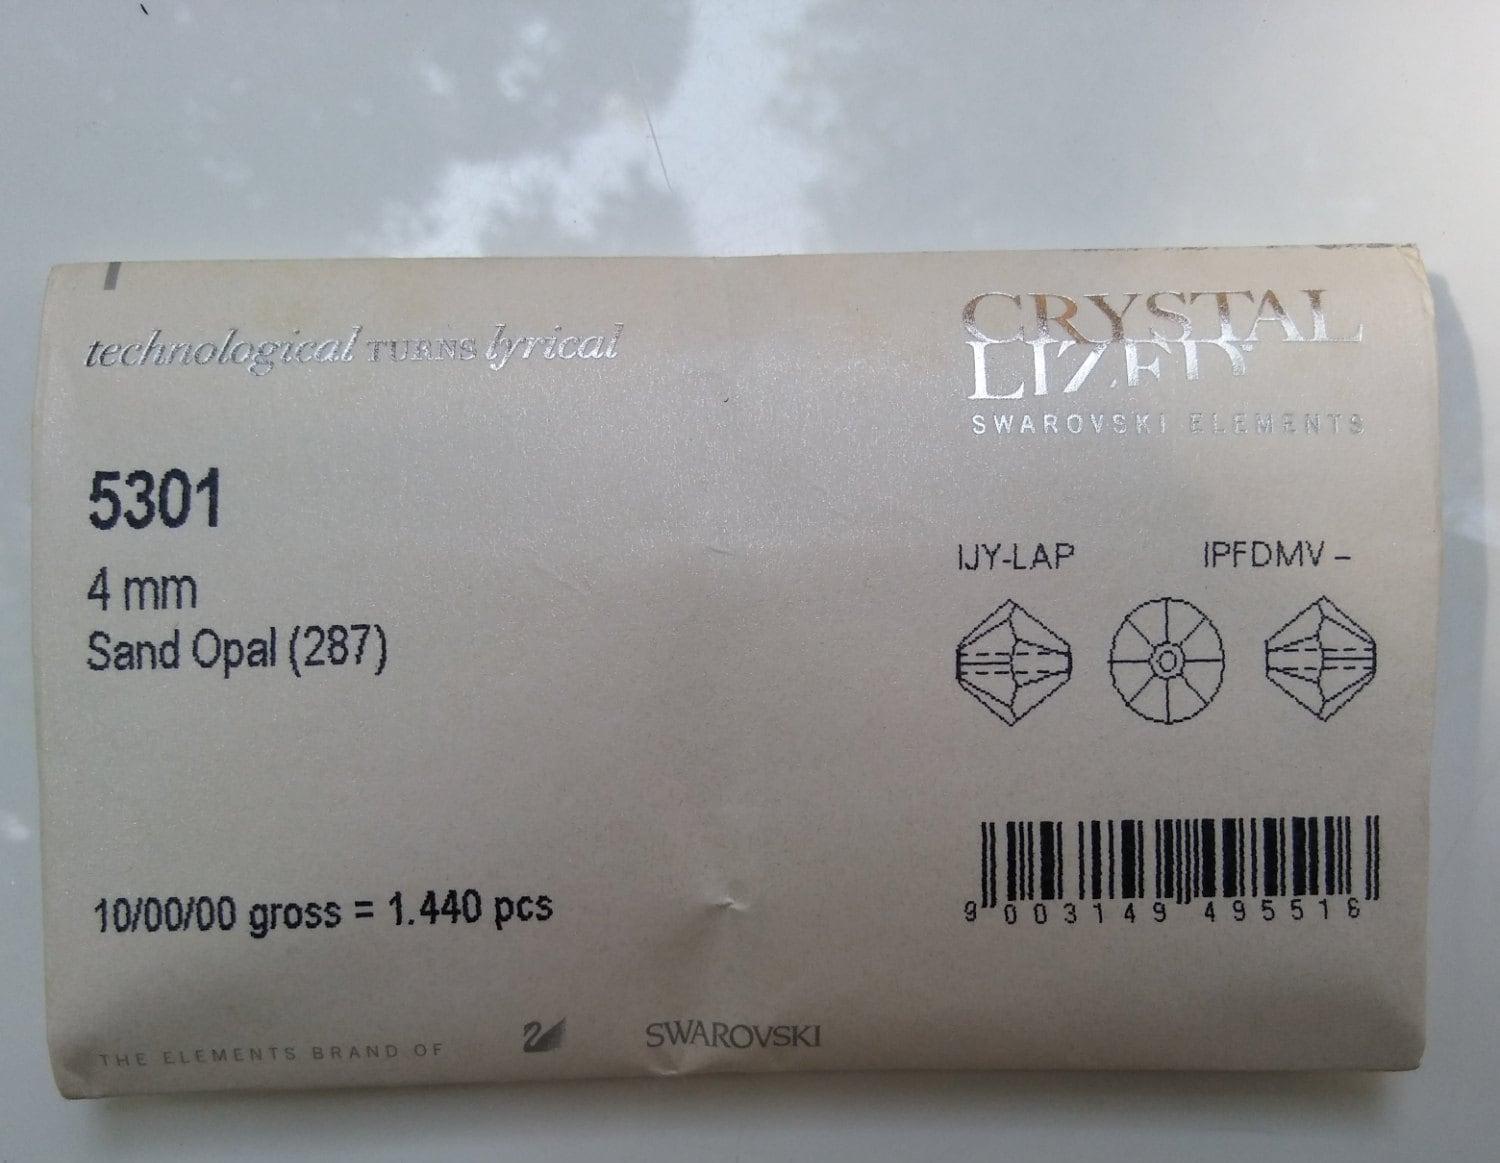 technological TURNS lyrical
CRYSTAL
LIZED
SWAROVSKI ELEMENTS
5301
4 mm
Sand Opal (287)
IJY-LAP
IPFDMV –
10/00/00 gross = 1.440 pcs
9 003149 495518
THE ELEMENTS BRAND OF
SWAROVSKI